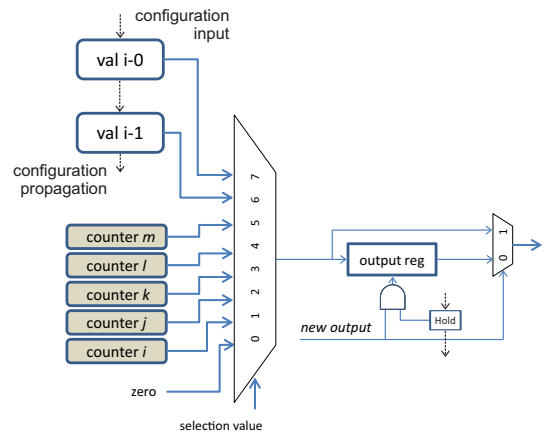 configuration
input
val i-0
val i-1
configuration
propagation
counter m
counter l
counter k
counter j
counter i
zero
7
6
5
4
3
2
1
0
selection value
output reg
new output
Hold
1
0